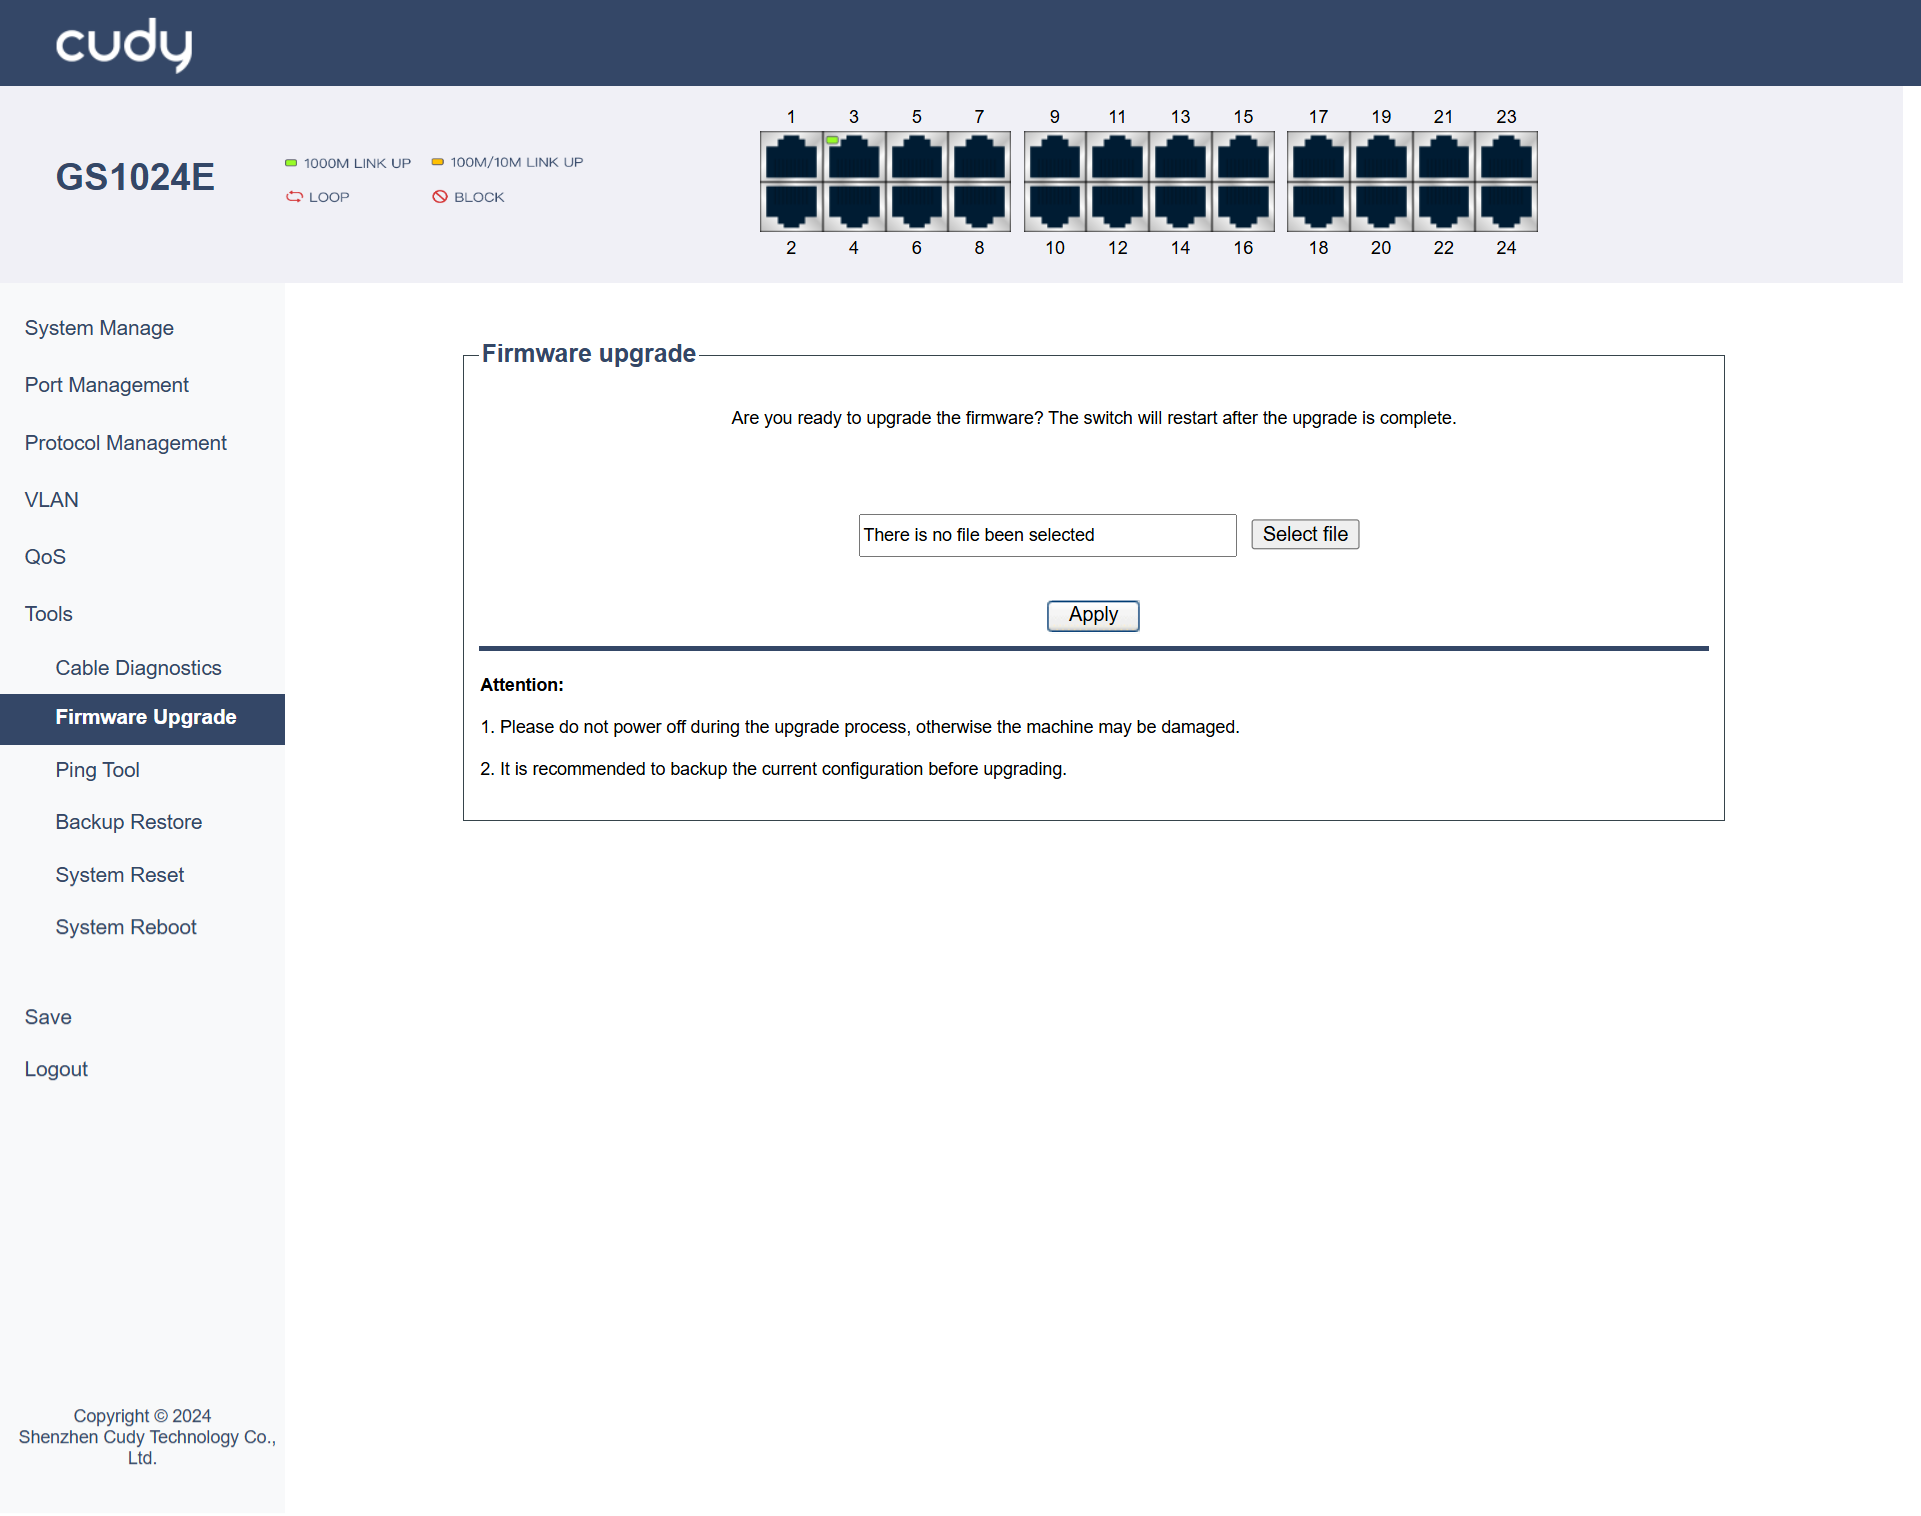 cudy
GS1024E
1000M LINK UP 100M/10M LINK UP
LOOP BLOCK
1 3 5 7 9 11 13 15 17 19 21 23
2 4 6 8 10 12 14 16 18 20 22 24
System Manage
Port Management
Protocol Management
VLAN
QoS
Tools
Cable Diagnostics
Firmware Upgrade
Ping Tool
Backup Restore
System Reset
System Reboot
Save
Logout
Copyright © 2024
Shenzhen Cudy Technology Co.,
Ltd.
Firmware upgrade
Are you ready to upgrade the firmware? The switch will restart after the upgrade is complete.
There is no file been selected Select file
Apply
Attention:
1. Please do not power off during the upgrade process, otherwise the machine may be damaged.
2. It is recommended to backup the current configuration before upgrading.